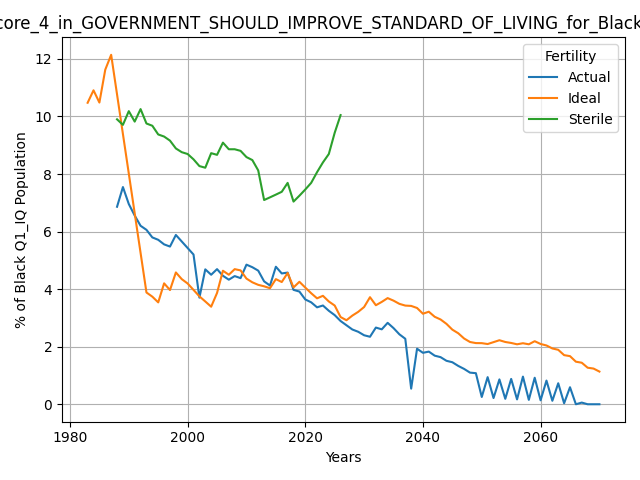 core_4_in_GOVERNMENT_SHOULD_IMPROVE_STANDARD_OF_LIVING_for_Black
Fertility
Actual
Ideal
Sterile
% of Black Q1_IQ Population
12
10
8
6
4
2
0
1980
2000
2020
2040
2060
Years